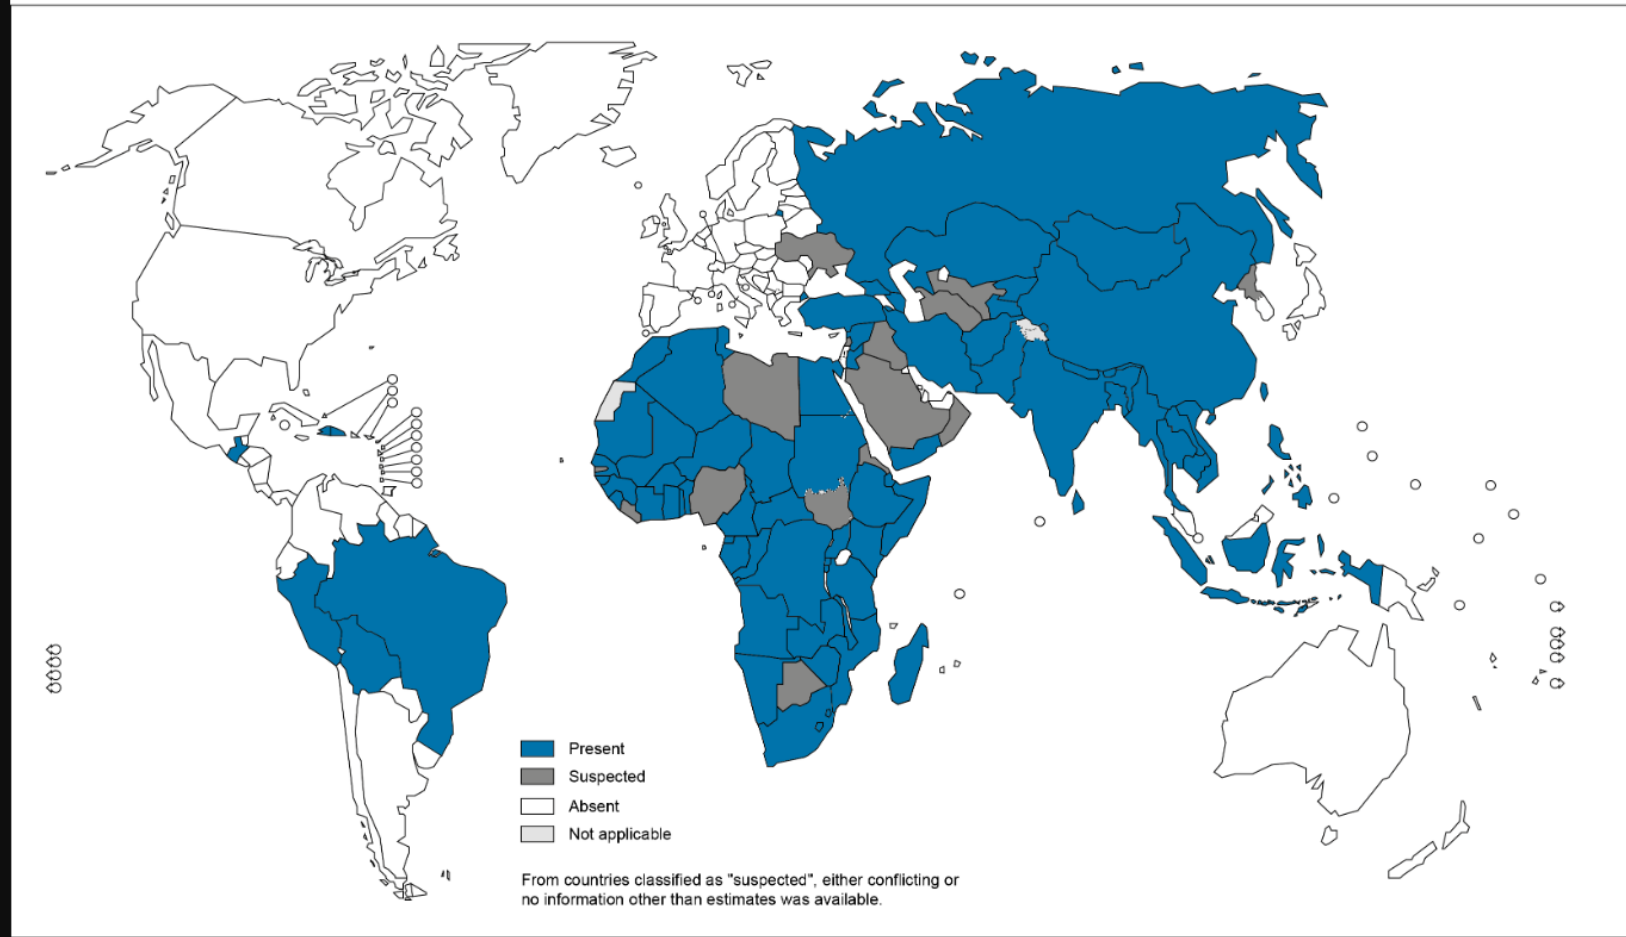 Present
Suspected
Absent
Not applicable
From countries classified as "suspected", either conflicting or
no information other than estimates was available.